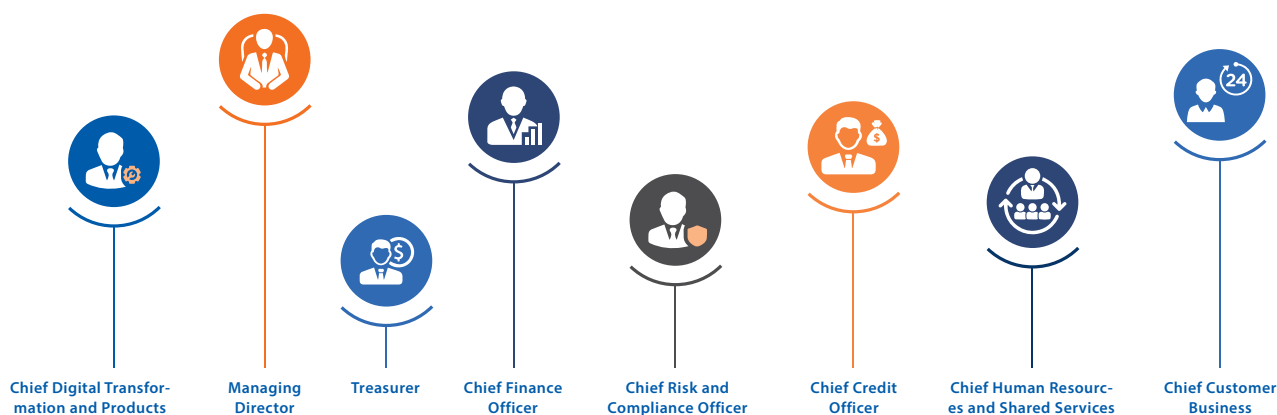 24
$
$
Chief Digital Transfor-
mation and Products
Managing
Director
Treasurer
Chief Finance
Officer
Chief Risk and
Compliance Officer
Chief Credit
Officer
Chief Human Resourc-
es and Shared Services
Chief Customer
Business